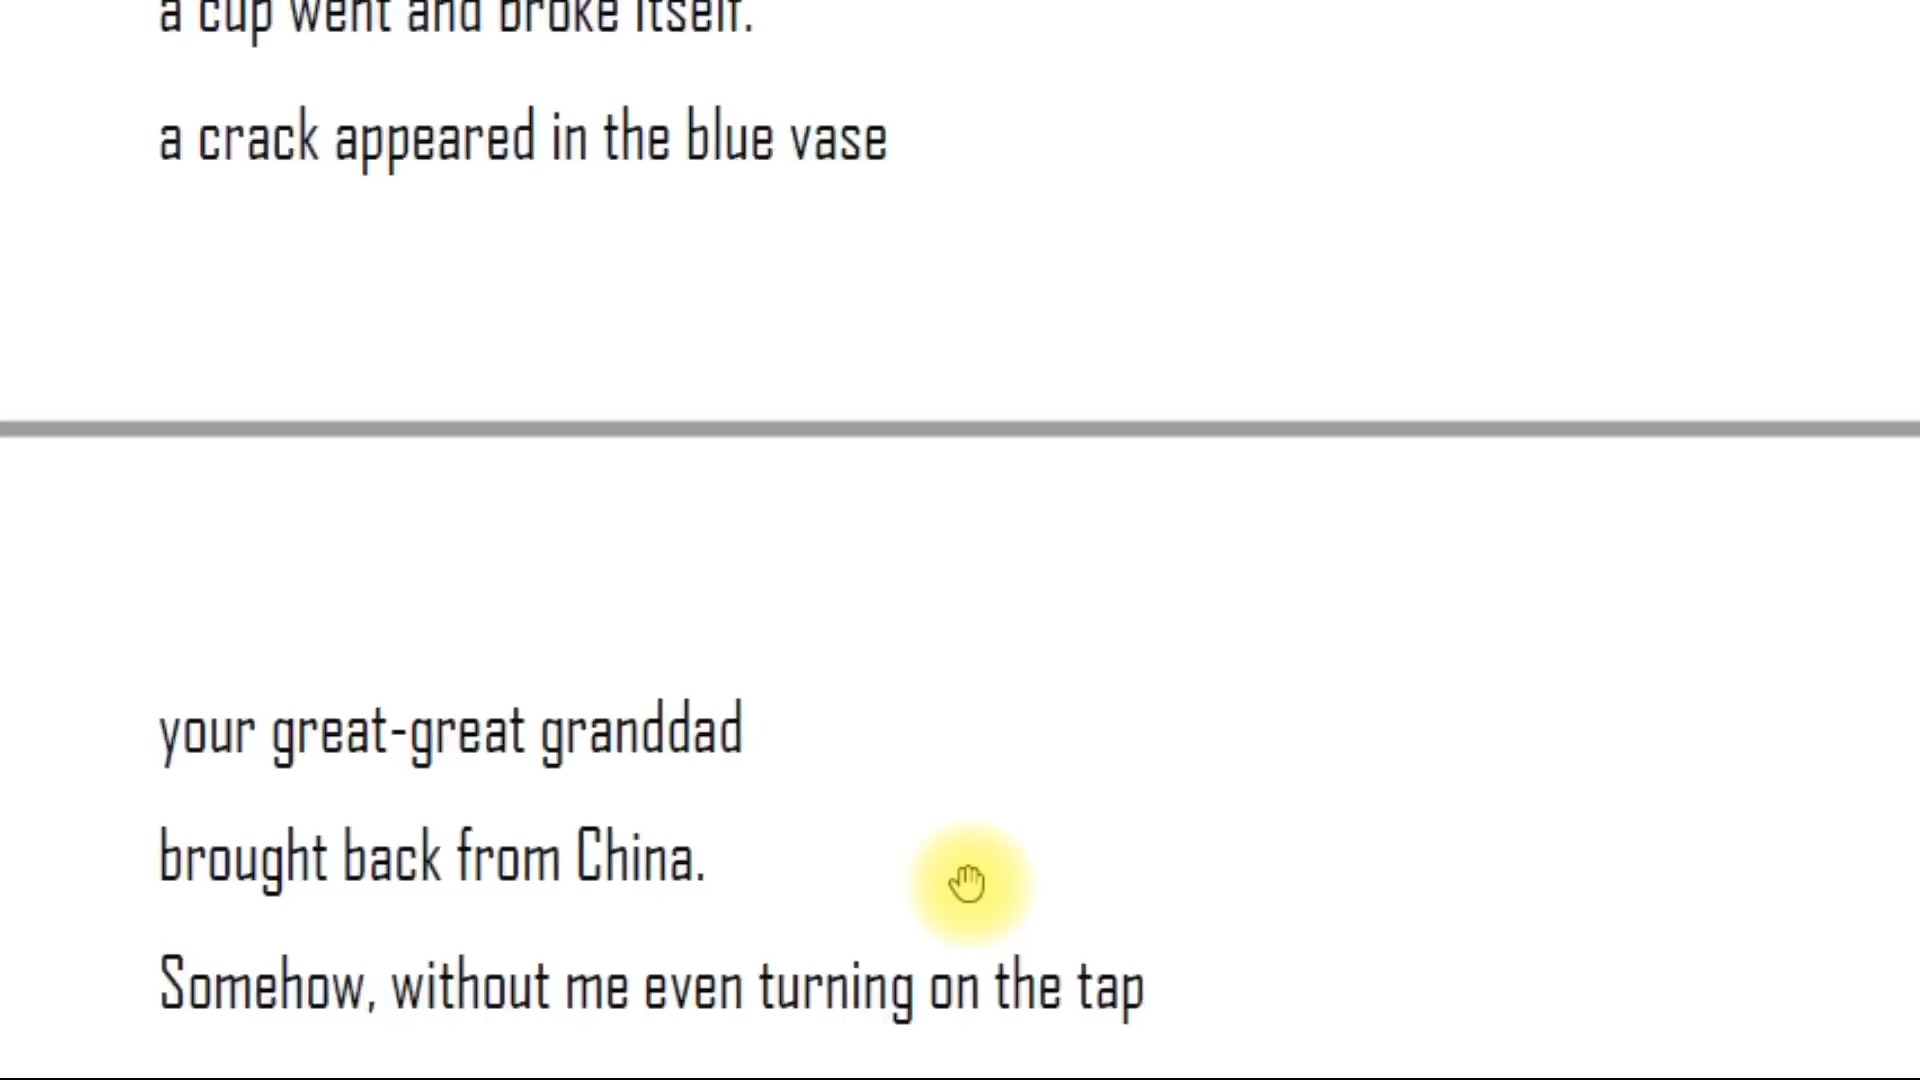 a cup went and broke itself.
a crack appeared in the blue vase
your great-great granddad
brought back from China.
Somehow, without me even turning on the tap